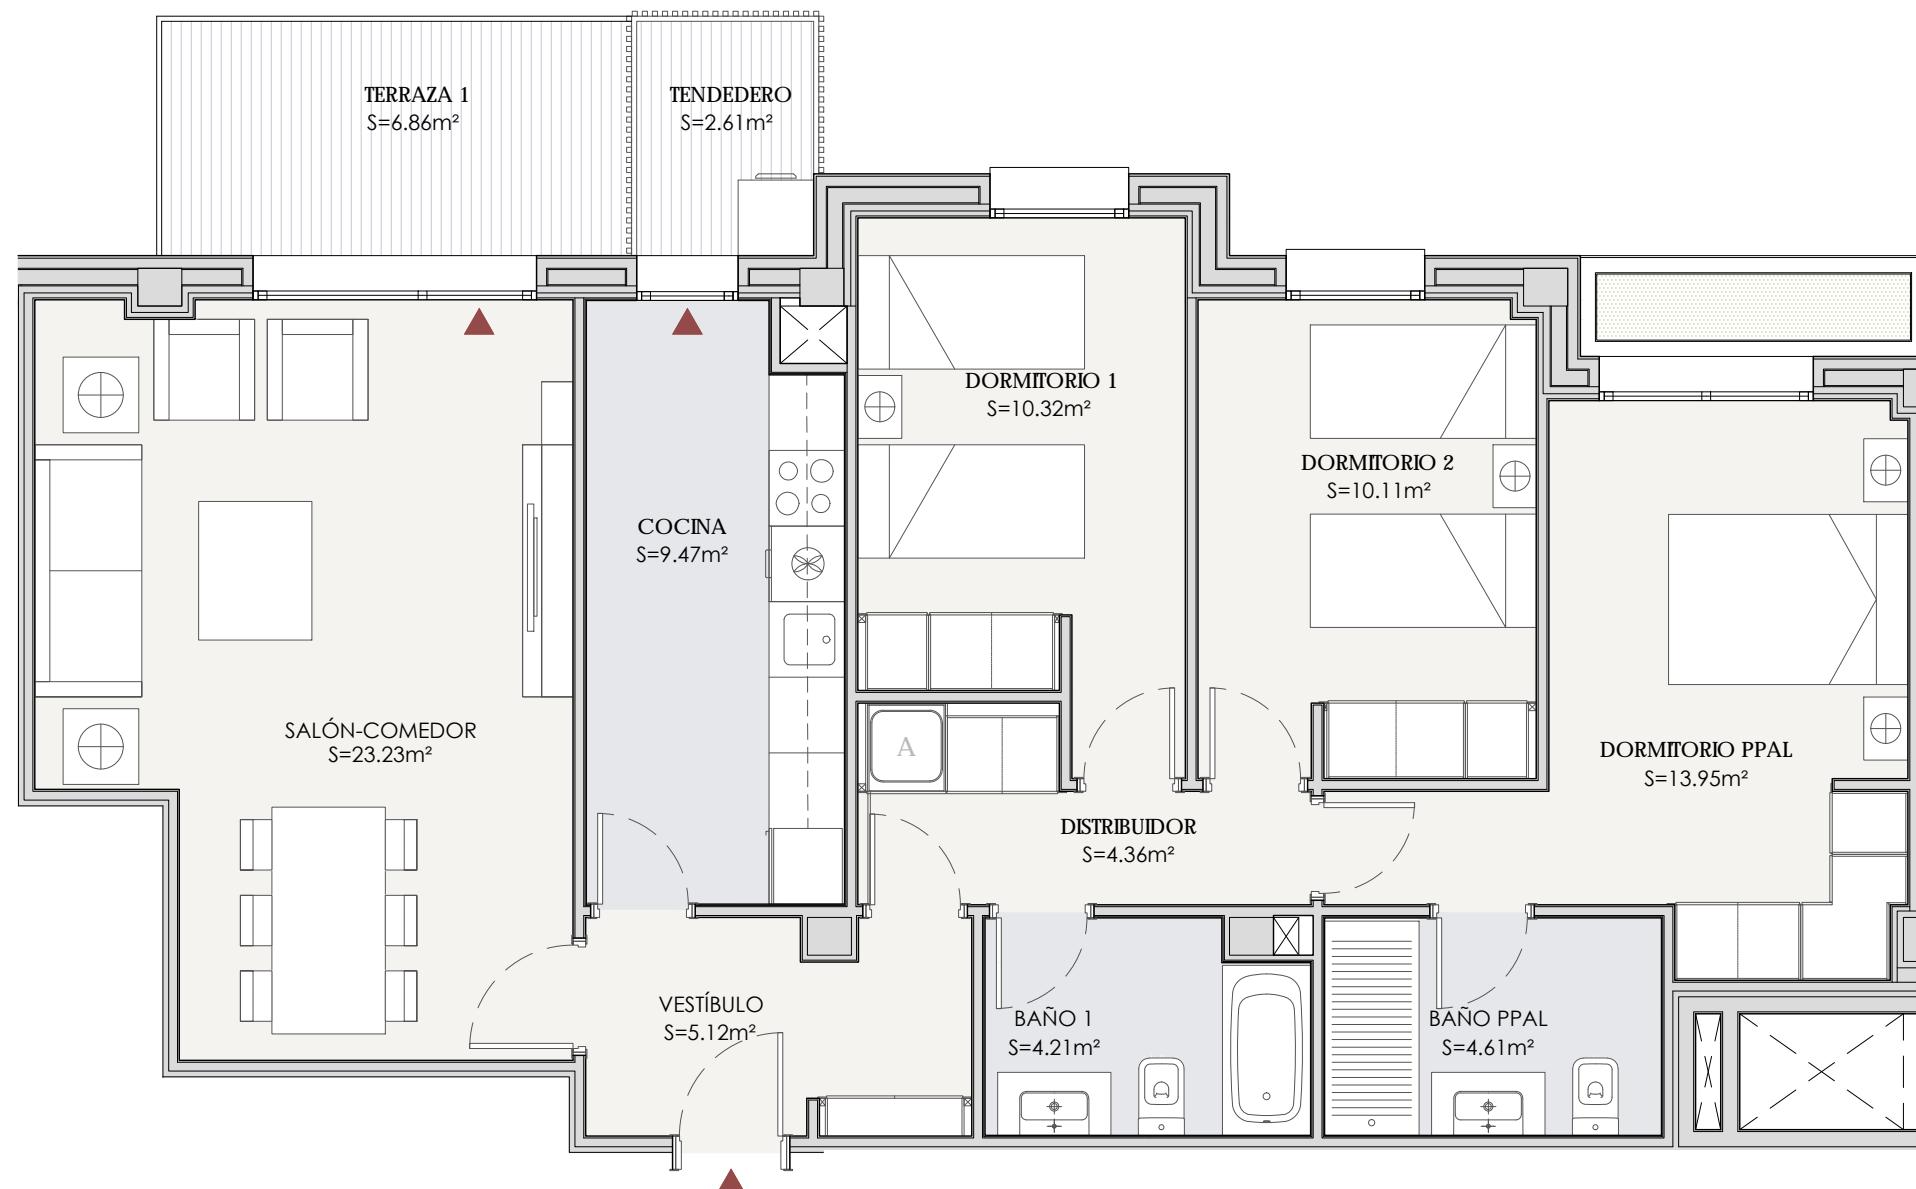 TERRAZA 1
S=6.86m²
TENDEDERO
S=2.61m²
DORMITORIO 1
S=10.32m²
DORMITORIO 2
S=10.11m²
COCINA
S=9.47m²
SALÓN-COMEDOR
S=23.23m²
A
DORMITORIO PPAL
S=13.95m²
DISTRIBUIDOR
S=4.36m²
VESTÍBULO
S=5.12m²
BAÑO 1
S=4.21m²
BAÑO PPAL
S=4.61m²